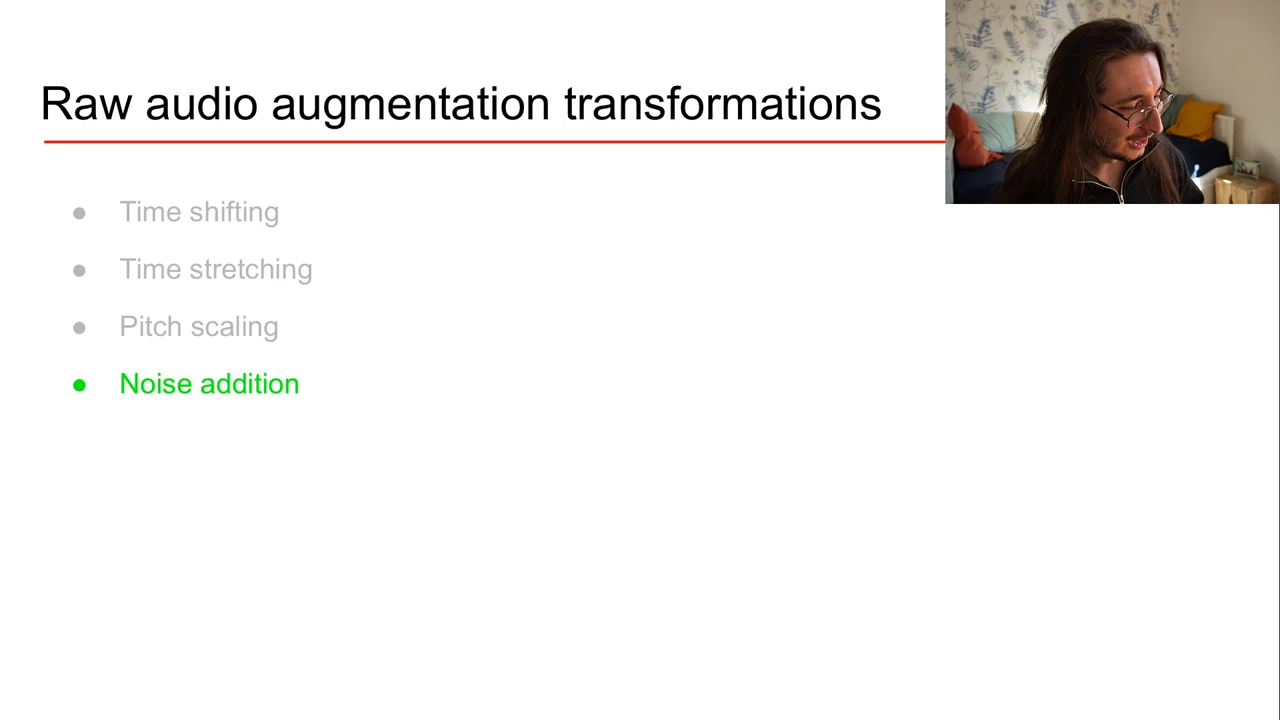 Raw audio augmentation transformations
● Time shifting
● Time stretching
● Pitch scaling
● Noise addition